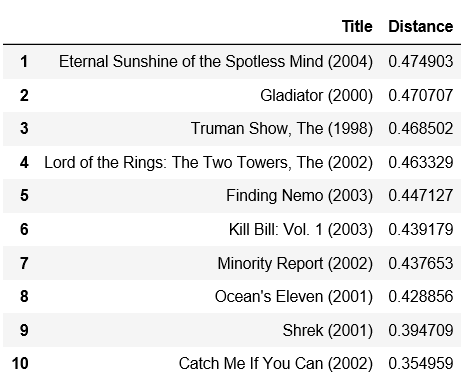 Title Distance
1 Eternal Sunshine of the Spotless Mind (2004) 0.474903
2 Gladiator (2000) 0.470707
3 Truman Show, The (1998) 0.468502
4 Lord of the Rings: The Two Towers, The (2002) 0.463329
5 Finding Nemo (2003) 0.447127
6 Kill Bill: Vol. 1 (2003) 0.439179
7 Minority Report (2002) 0.437653
8 Ocean's Eleven (2001) 0.428856
9 Shrek (2001) 0.394709
10 Catch Me If You Can (2002) 0.354959